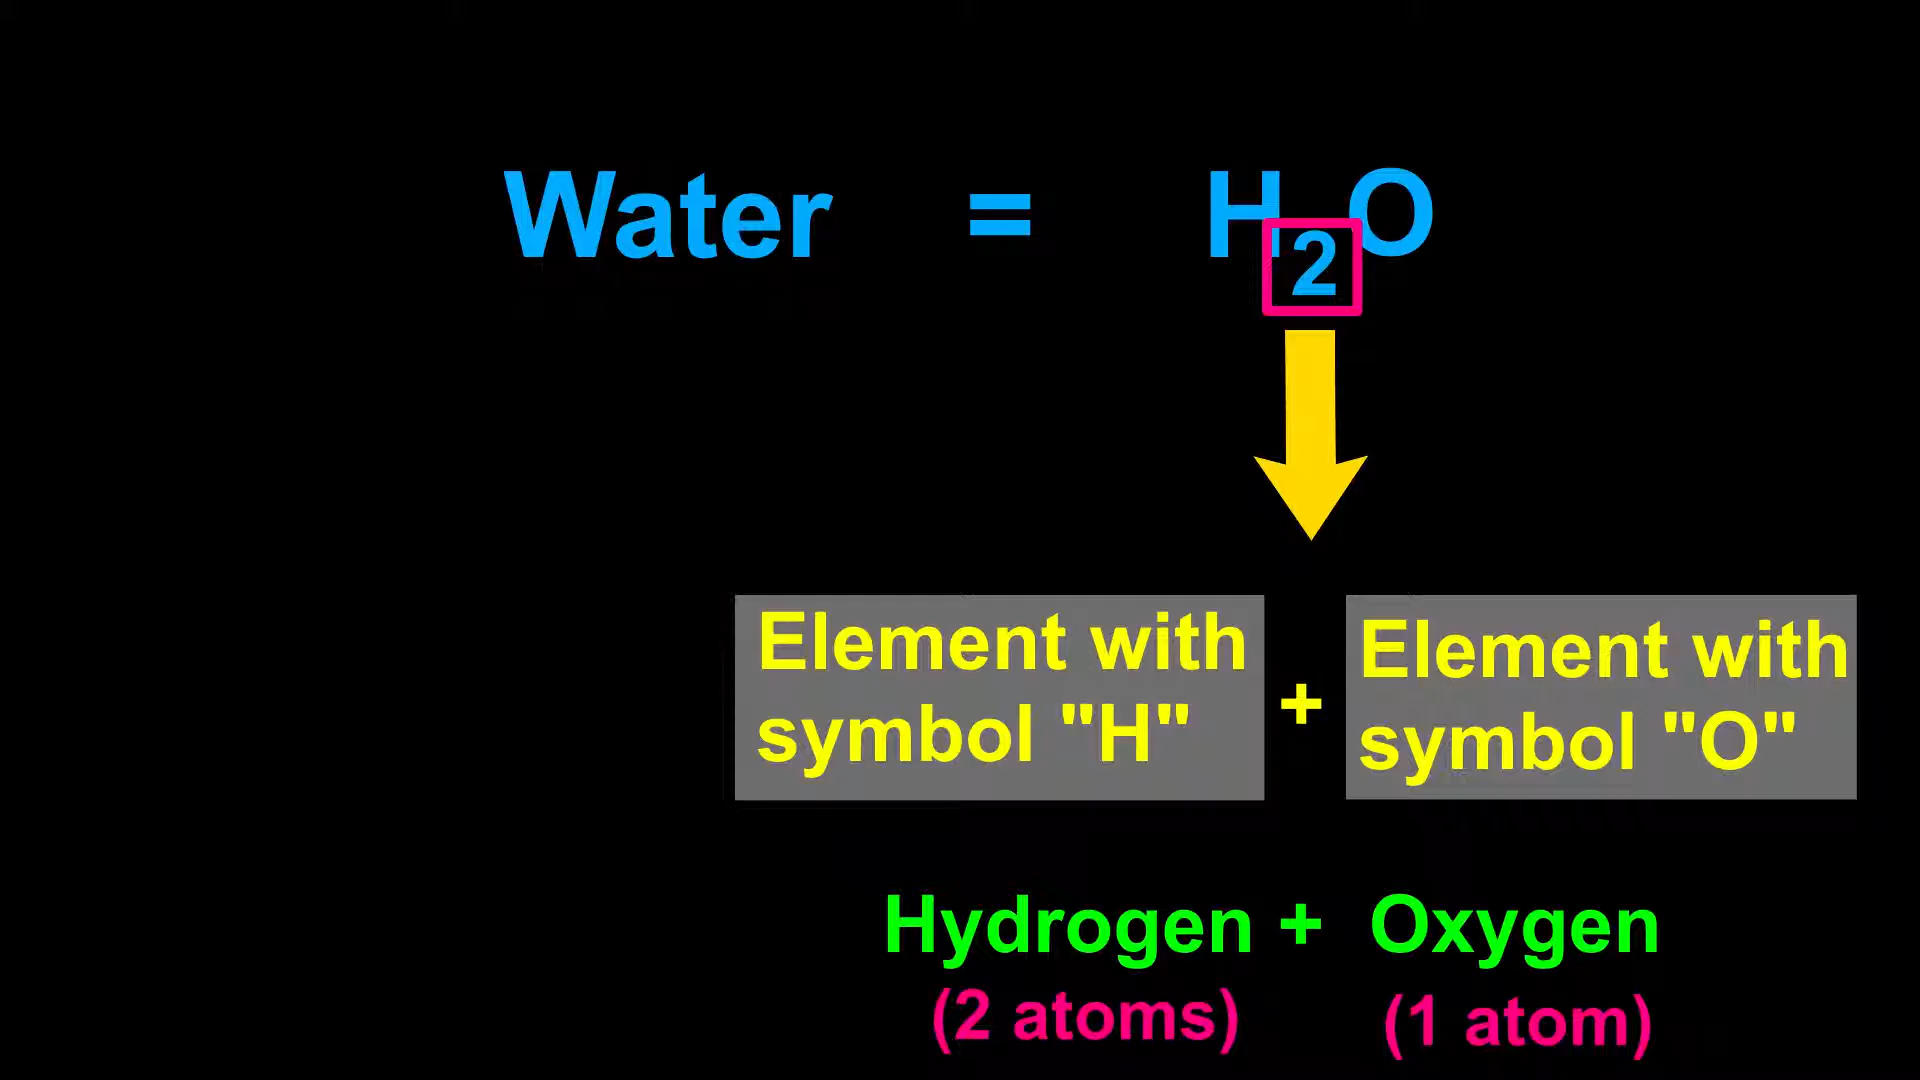 Water = H₂O
Element with symbol "H" + Element with symbol "O"
Hydrogen + Oxygen
(2 atoms) (1 atom)